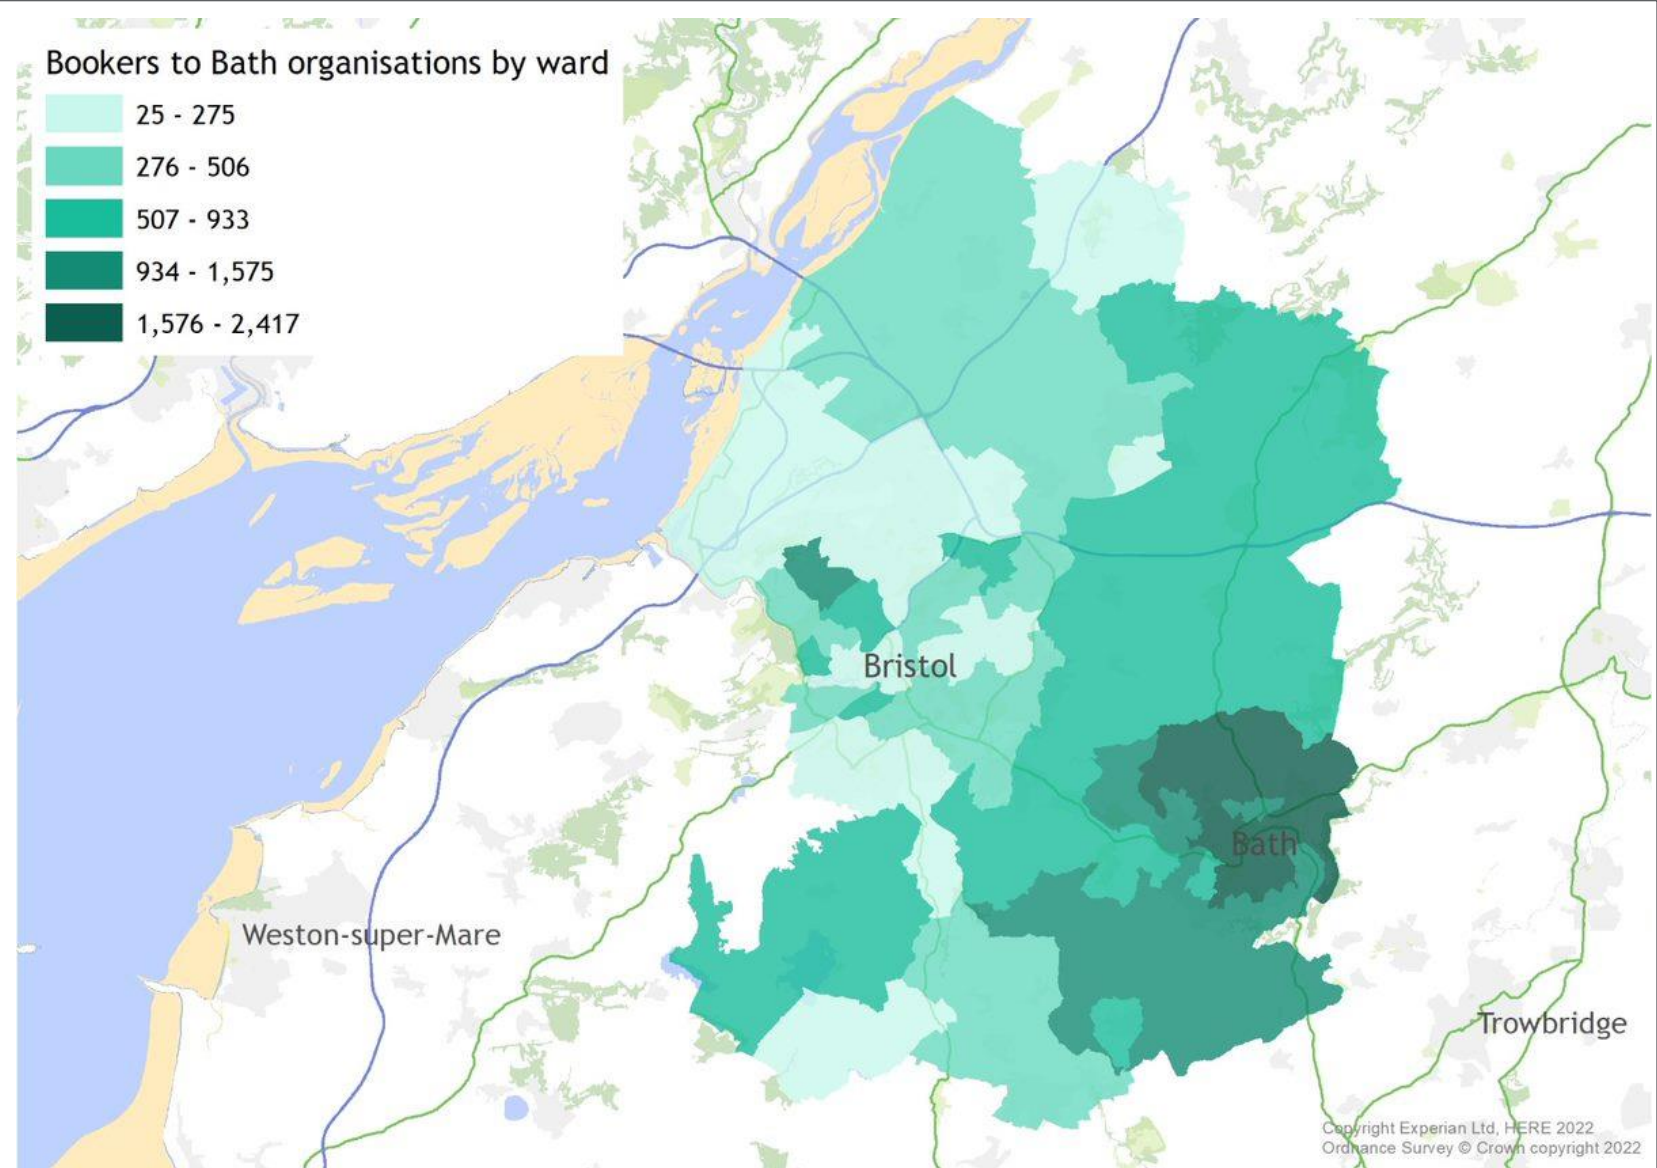 Bookers to Bath organisations by ward
25 - 275
276 - 506
507 - 933
934 - 1,575
1,576 - 2,417
Bristol
Bath
Weston-super-Mare
Trowbridge
Copyright Experian Ltd, HERE 2022
Ordnance Survey © Crown copyright 2022